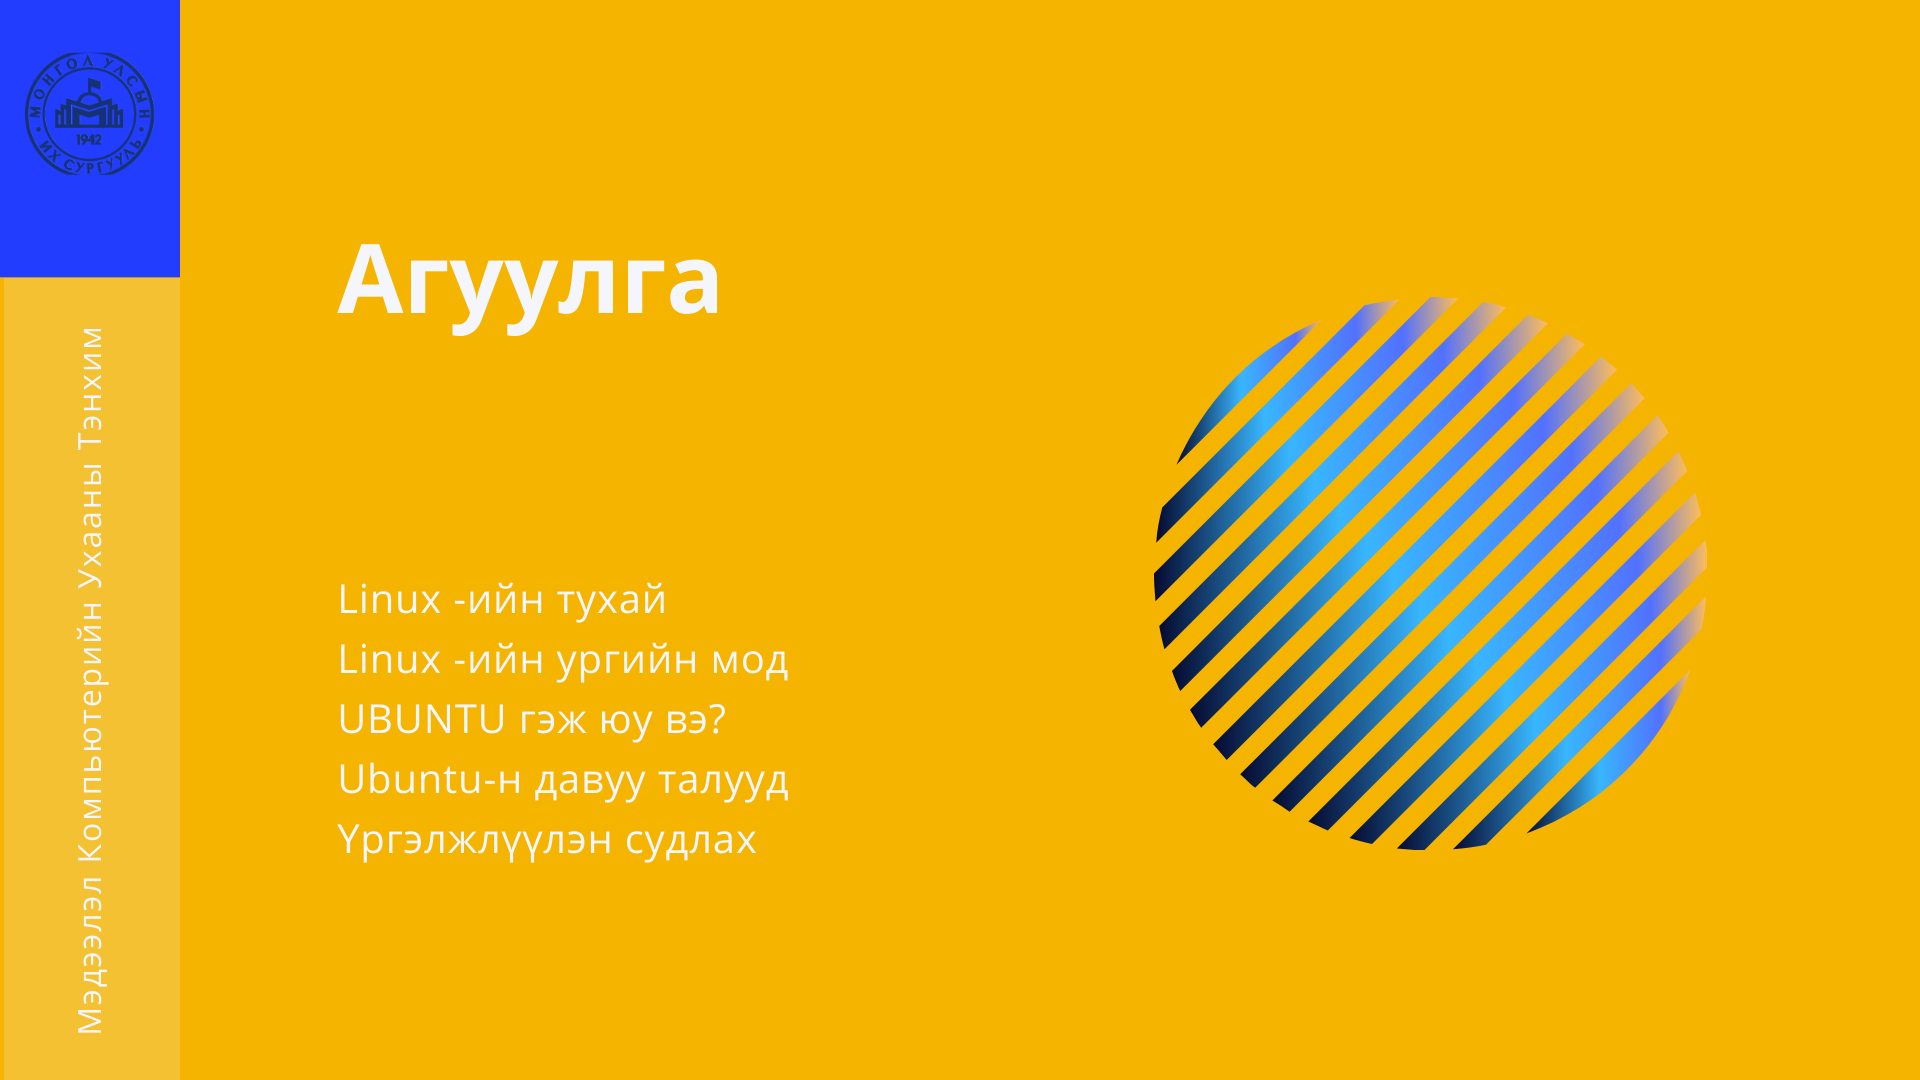 МОНГОЛ УЛСЫН
1942
ИХ СУРГУУЛЬ
Мэдээлэл Компьютерийн Ухааны Тэнхим
Агуулга
Linux -ийн тухай
Linux -ийн ургийн мод
UBUNTU гэж юу вэ?
Ubuntu-н давуу талууд
Үргэлжлүүлэн судлах